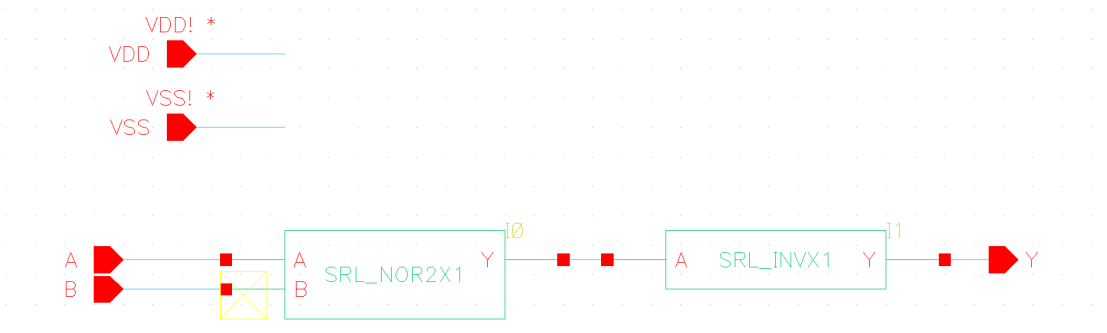 VDD! *
VDD
VSS! *
VSS
I0
I1
A A SRL_NOR2X1 Y A SRL_INVX1 Y Y
B B